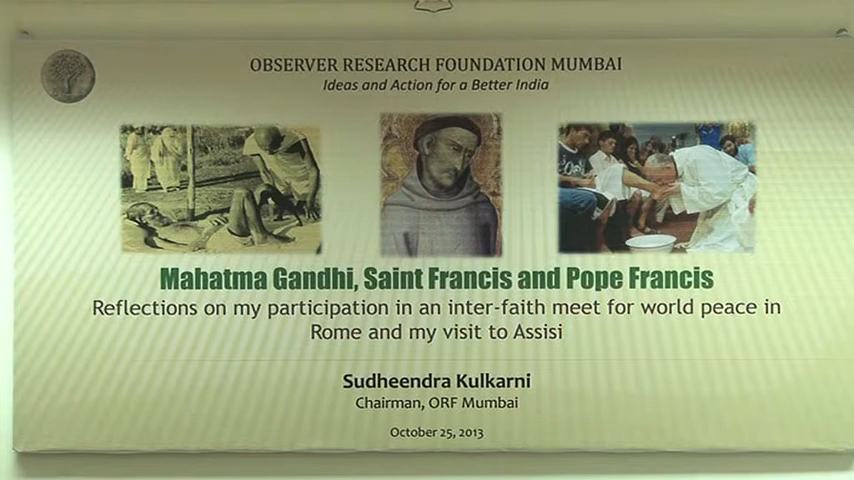 OBSERVER RESEARCH FOUNDATION MUMBAI
Ideas and Action for a Better India
Mahatma Gandhi, Saint Francis and Pope Francis
Reflections on my participation in an inter-faith meet for world peace in
Rome and my visit to Assisi
Sudheendra Kulkarni
Chairman, ORF Mumbai
October 25, 2013